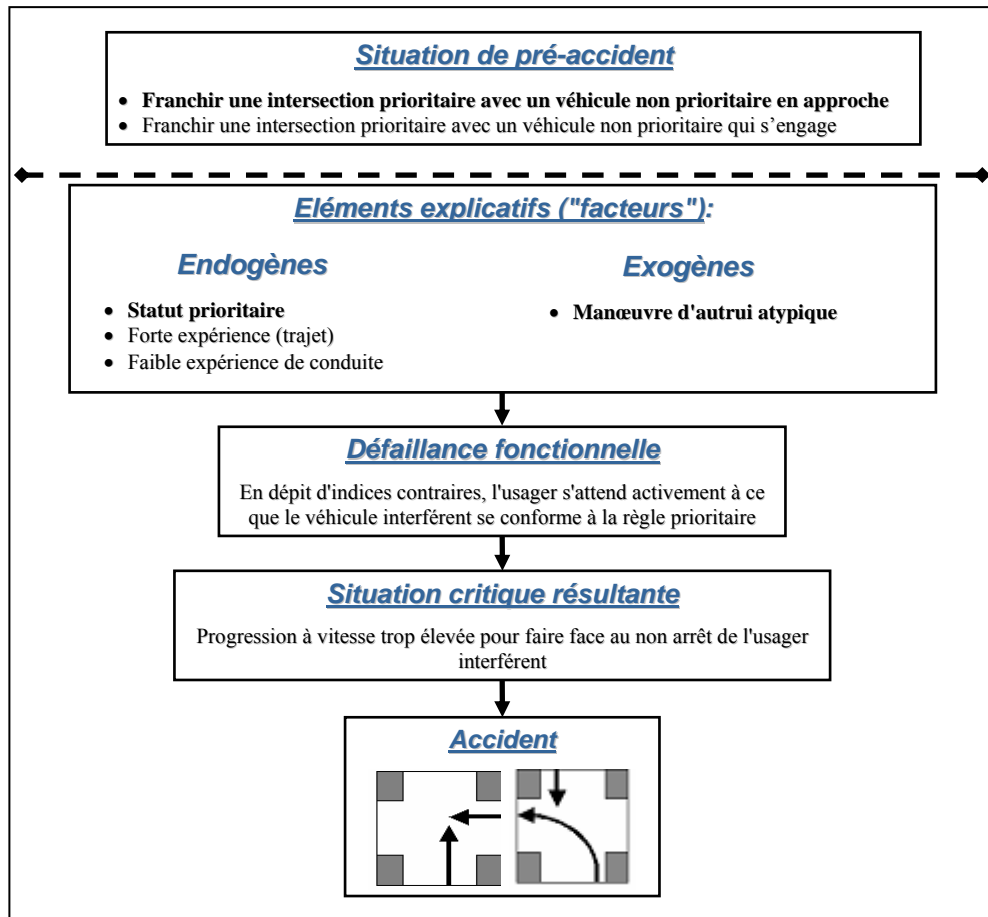 Situation de pré-accident
• Franchir une intersection prioritaire avec un véhicule non prioritaire en approche
• Franchir une intersection prioritaire avec un véhicule non prioritaire qui s'engage
Eléments explicatifs ("facteurs"):
Endogènes
• Statut prioritaire
• Forte expérience (trajet)
• Faible expérience de conduite
Exogènes
• Manœuvre d'autrui atypique
Défaillance fonctionnelle
En dépit d'indices contraires, l'usager s'attend activement à ce
que le véhicule interférent se conforme à la règle prioritaire
Situation critique résultante
Progression à vitesse trop élevée pour faire face au non arrêt de l'usager
interférent
Accident